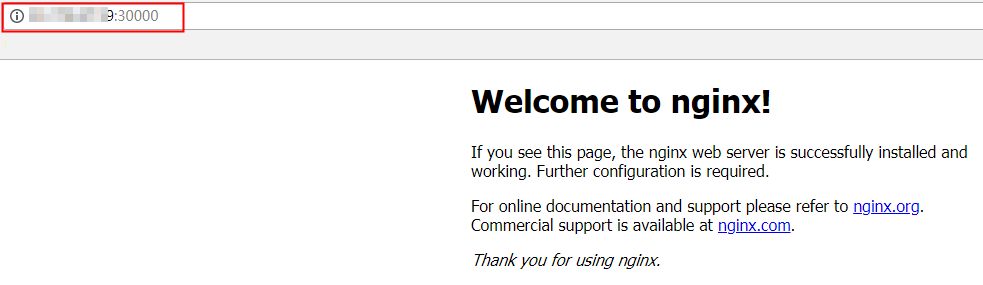 9:30000
Welcome to nginx!
If you see this page, the nginx web server is successfully installed and
working. Further configuration is required.
For online documentation and support please refer to nginx.org.
Commercial support is available at nginx.com.
Thank you for using nginx.